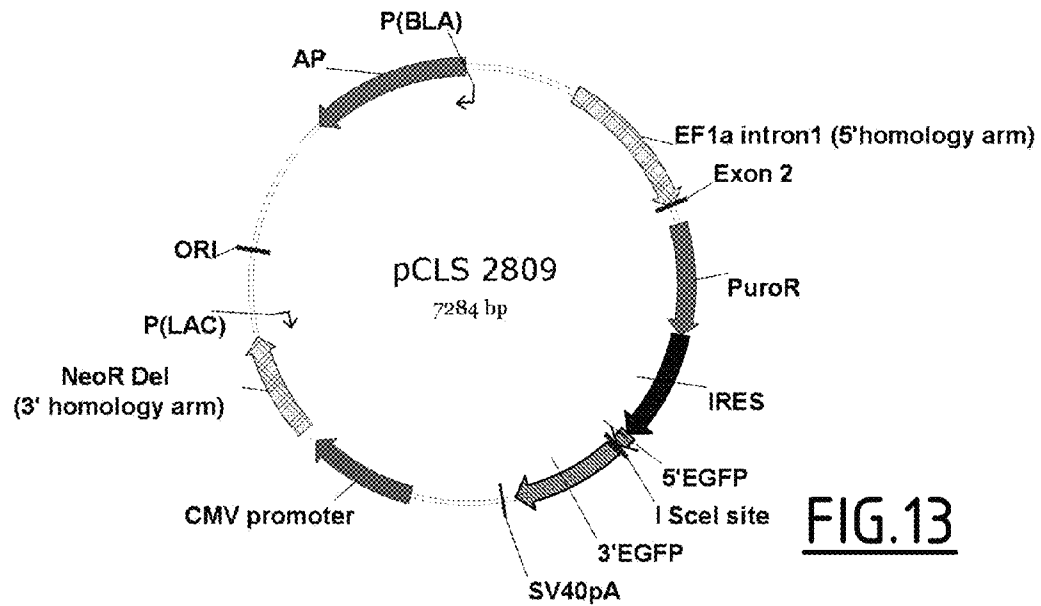 P(BLA)
AP
EF1a intron1 (5'homology arm)
Exon 2
ORI
pCLS 2809
7284 bp
PuroR
P(LAC)
NeoR Del
(3' homology arm)
IRES
5'EGFP
I SceI site
CMV promoter
3'EGFP
SV40pA
FIG.13